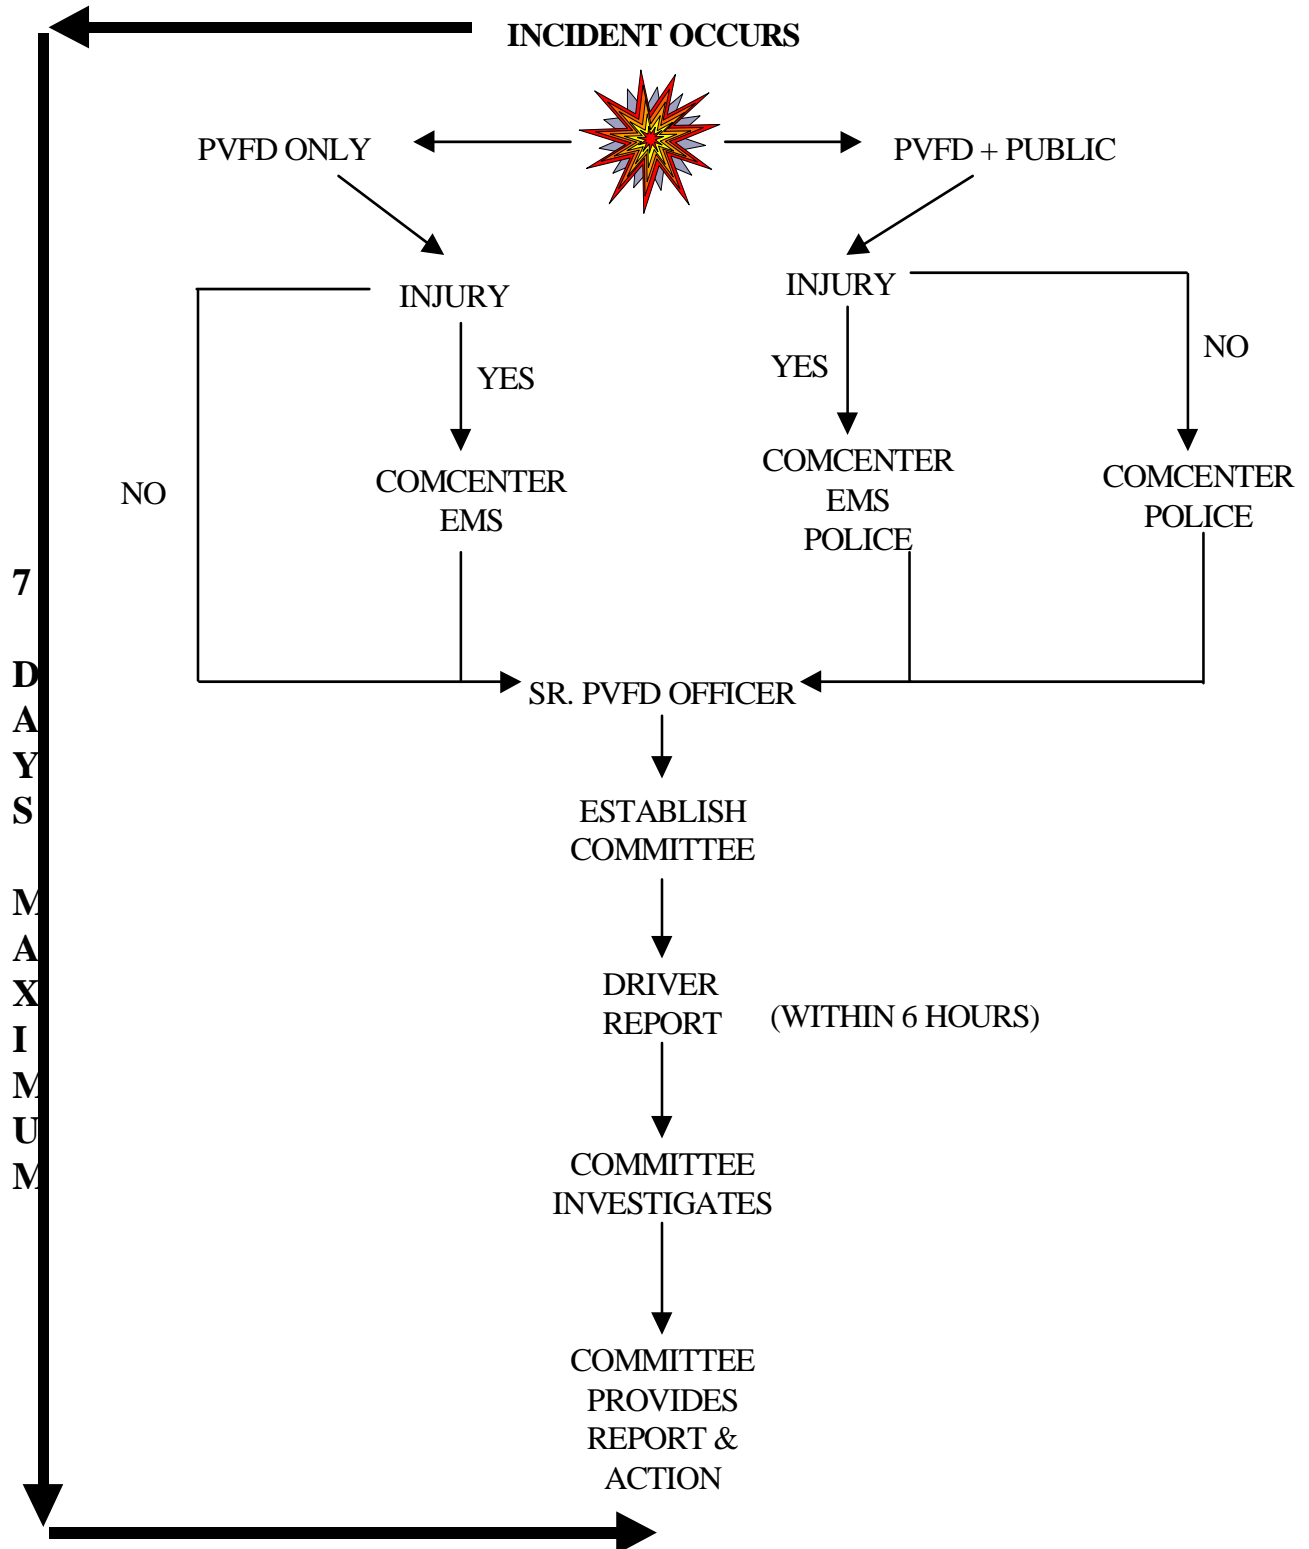 INCIDENT OCCURS
PVFD ONLY
PVFD + PUBLIC
INJURY
INJURY
YES
YES
NO
NO
COMCENTER
EMS
COMCENTER
EMS
POLICE
COMCENTER
POLICE
7
D
A
Y
S
M
A
X
I
M
U
M
SR. PVFD OFFICER
ESTABLISH
COMMITTEE
DRIVER
REPORT
(WITHIN 6 HOURS)
COMMITTEE
INVESTIGATES
COMMITTEE
PROVIDES
REPORT &
ACTION